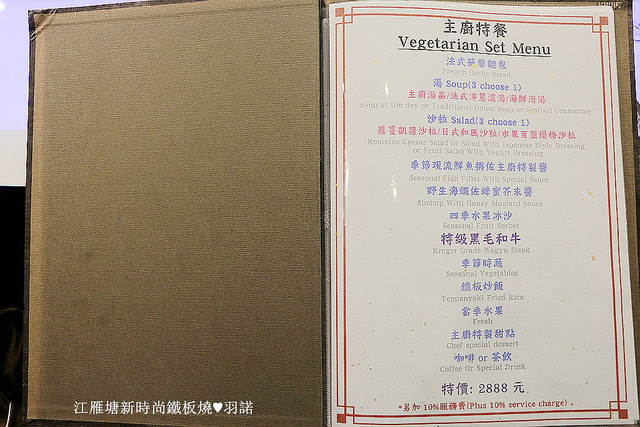 主廚特餐
Vegetarian Set Menu
法式蒜蓉麵包
French Garlic Bread
湯 Soup(3 choose 1)
主廚湯品/法式洋蔥濃湯/海鮮清湯
Soup of the day or Traditional Onion Soup or Seafood Consomme
沙拉 Salad(3 choose 1)
蘿蔓凱薩沙拉/日式和風沙拉/水果百匯優格沙拉
Romaine Caesar Salad or Salad With Japanese Style Dressing
or Fruit Salad With Yogurt Dressing
季節現流鮮魚排佐主廚特製醬
Seasonal Fish Fillet With Special Sauce
野生海蝦佐蜂蜜芥末醬
Shrimp With Honey Mustard Sauce
四季水果冰沙
Seasonal Fruit Sorbet
特級黑毛和牛
Kroger Grade Wagyu Steak
季節時蔬
Seasonal Vegetables
鐵板炒飯
Teppanyaki Fried Rice
當季水果
Fresh
主廚特製甜點
Chef special dessert
咖啡 or 茶飲
Coffee Or Special Drink
特價: 2888 元
*另加 10%服務費(Plus 10% service charge)。
江雁塘新時尚鐵板燒♥羽諾